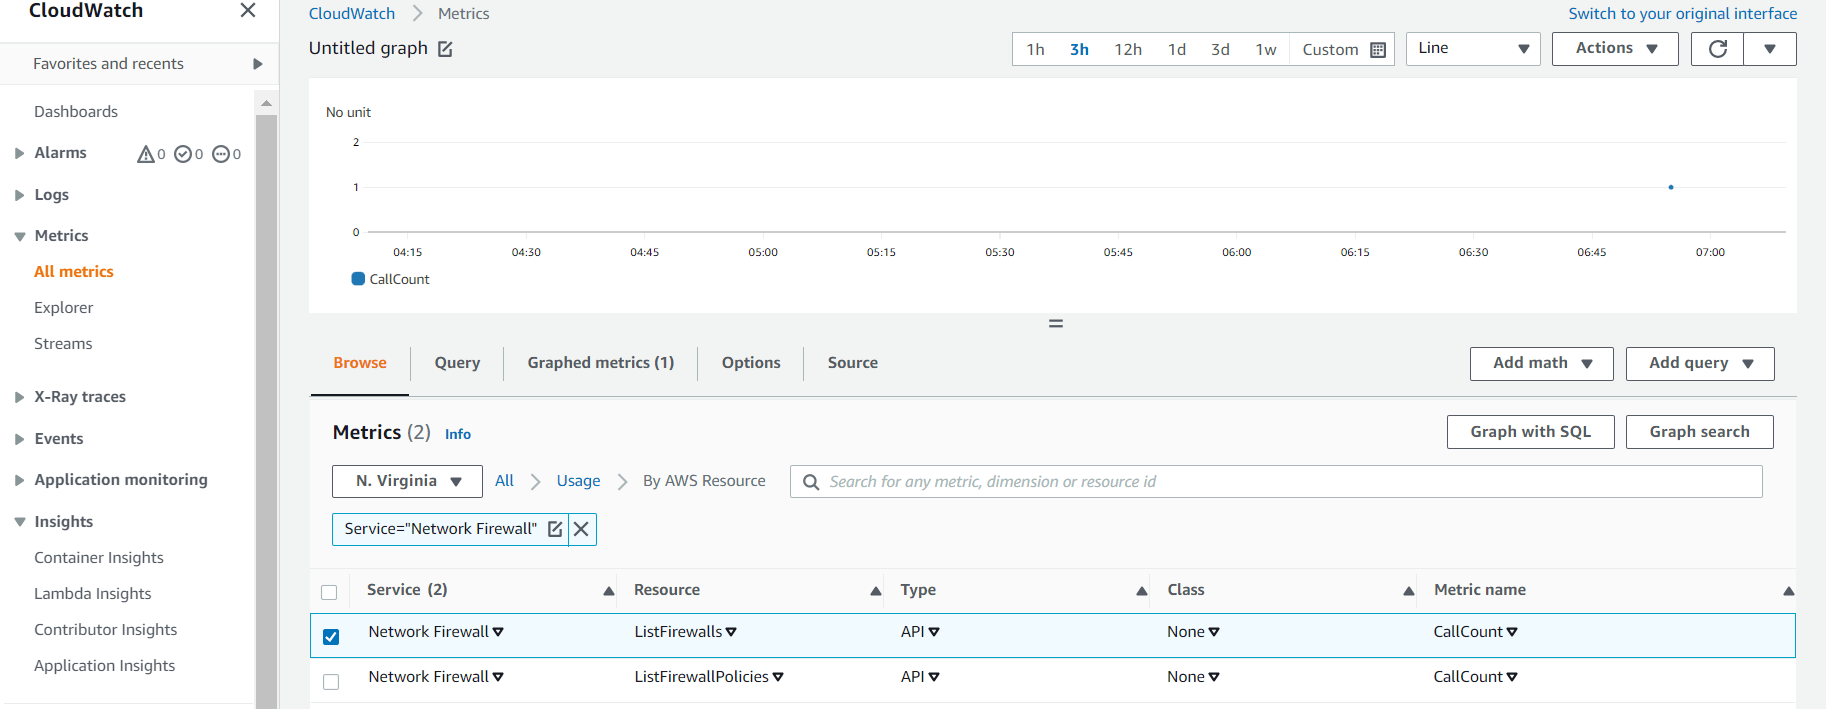 CloudWatch
Favorites and recents
Dashboards
Alarms 0 0 0
Logs
Metrics
All metrics
Explorer
Streams
X-Ray traces
Events
Application monitoring
Insights
Container Insights
Lambda Insights
Contributor Insights
Application Insights
CloudWatch Metrics
Switch to your original interface
Untitled graph
1h 3h 12h 1d 3d 1w Custom Line Actions
No unit
2
1
0
04:15 04:30 04:45 05:00 05:15 05:30 05:45 06:00 06:15 06:30 06:45 07:00
CallCount
Browse Query Graphed metrics (1) Options Source Add math Add query
Metrics (2) Info Graph with SQL Graph search
N. Virginia All Usage By AWS Resource Search for any metric, dimension or resource id
Service="Network Firewall"
Service (2) Resource Type Class Metric name
Network Firewall ListFirewalls API None CallCount
Network Firewall ListFirewallPolicies API None CallCount